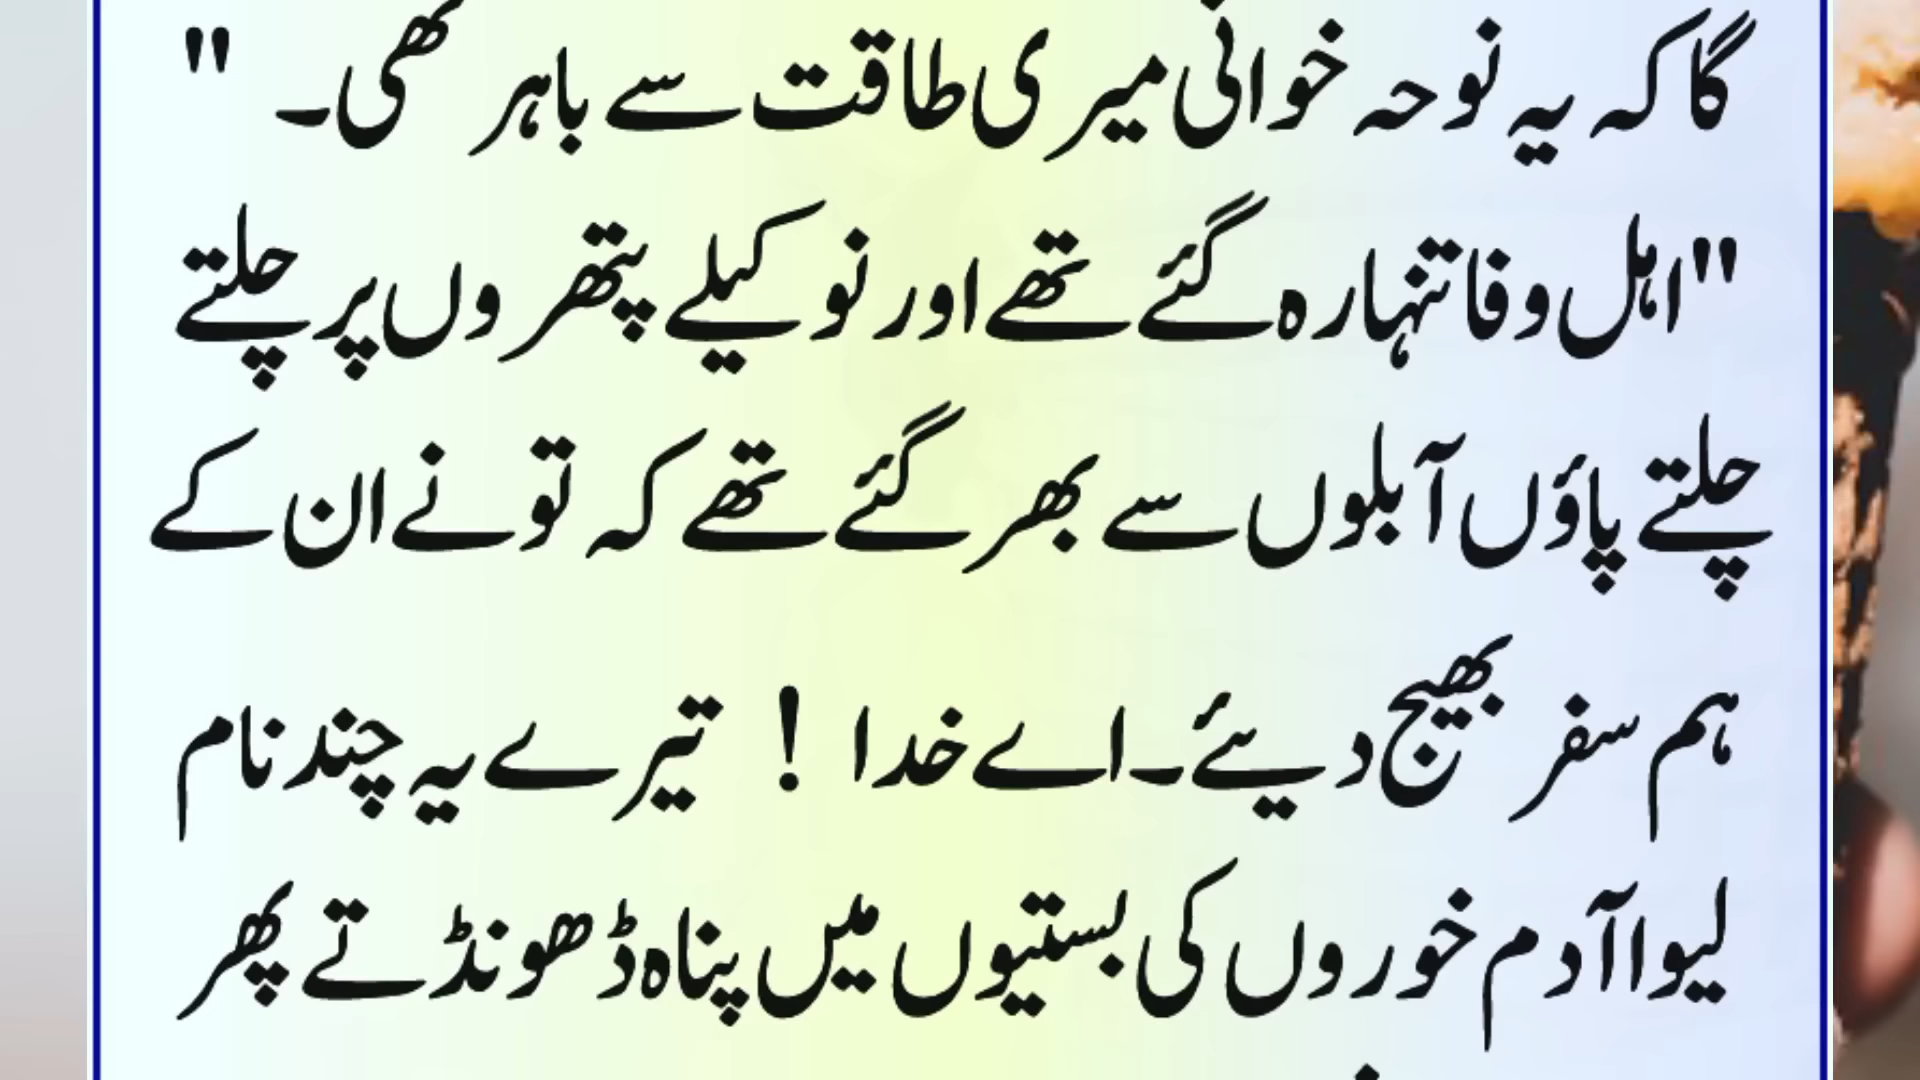 گا کہ یہ نوحہ خوانی میری طاقت سے باہر تھی۔ "
"اہل وفا تنہا رہ گئے تھے اور نوکیلے پتھروں پر چلتے
چلتے پاؤں آبلوں سے بھر گئے تھے کہ تو نے ان کے
ہم سفر بھیج دیئے۔ اے خدا ! تیرے یہ چند نام
لیوا آدم خوروں کی بستیوں میں پناہ ڈھونڈتے پھر